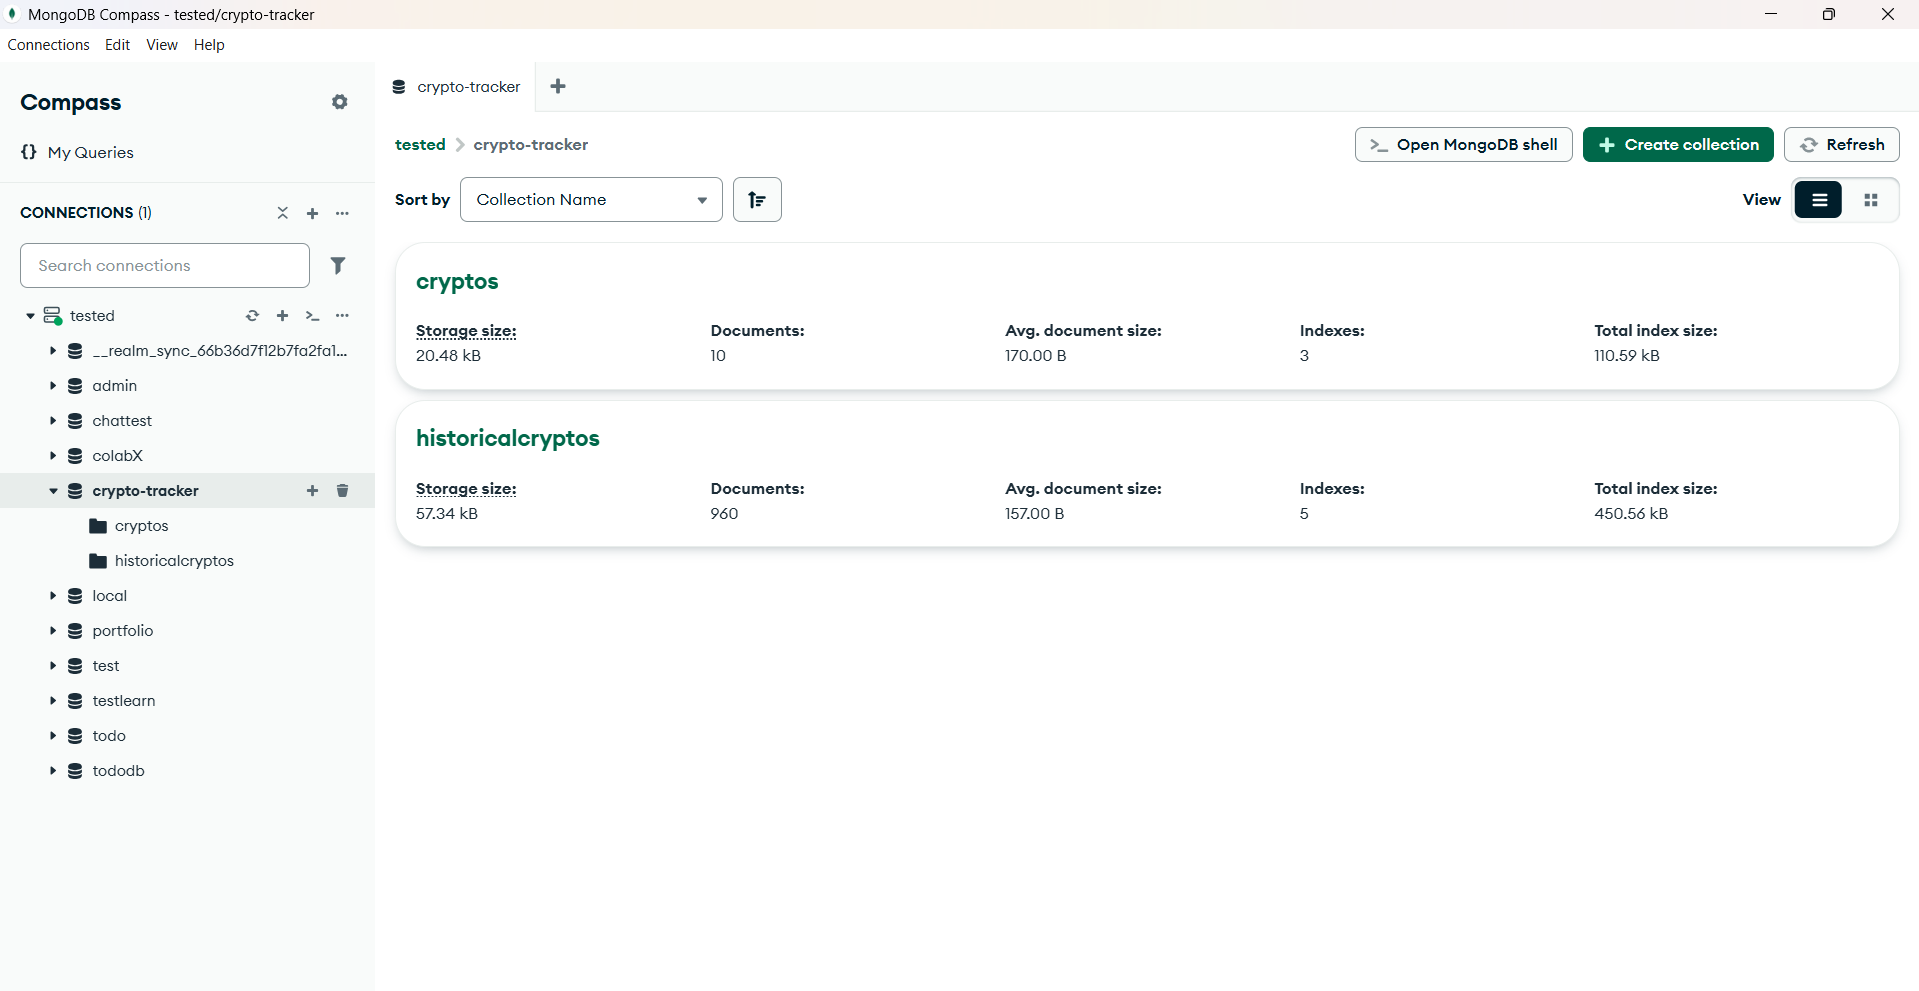 MongoDB Compass - tested/crypto-tracker
Connections Edit View Help
Compass
My Queries
CONNECTIONS (1)
Search connections
tested
__realm_sync_66b36d7f12b7fa2fa1...
admin
chattest
colabX
crypto-tracker
cryptos
historicalcryptos
local
portfolio
test
testlearn
todo
tododb
crypto-tracker
tested > crypto-tracker
Open MongoDB shell
Create collection
Refresh
Sort by Collection Name
View
cryptos
Storage size: Documents: Avg. document size: Indexes: Total index size:
20.48 kB 10 170.00 B 3 110.59 kB
historicalcryptos
Storage size: Documents: Avg. document size: Indexes: Total index size:
57.34 kB 960 157.00 B 5 450.56 kB